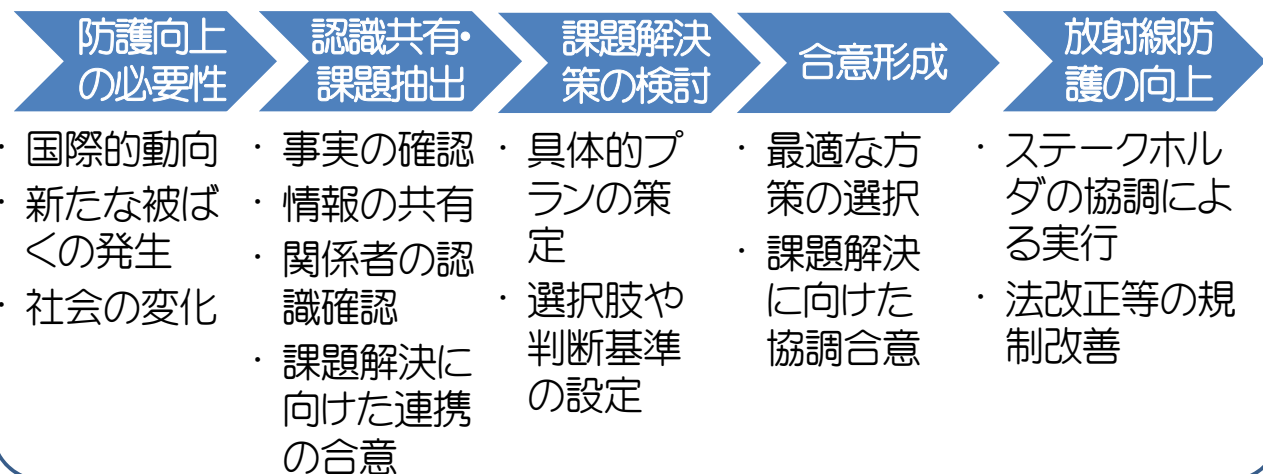 防護向上
の必要性
・ 国際的動向
・ 新たな被ば
くの発生
・ 社会の変化
認識共有・
課題抽出
・ 事実の確認
・ 情報の共有
・ 関係者の認
識確認
・ 課題解決に
向けた連携
の合意
課題解決
策の検討
・ 具体的プ
ランの策
定
・ 選択肢や
判断基準
の設定
合意形成
・ 最適な方
策の選択
・ 課題解決
に向けた
協調合意
放射線防
護の向上
・ ステークホル
ダの協調によ
る実行
・ 法改正等の規
制改善